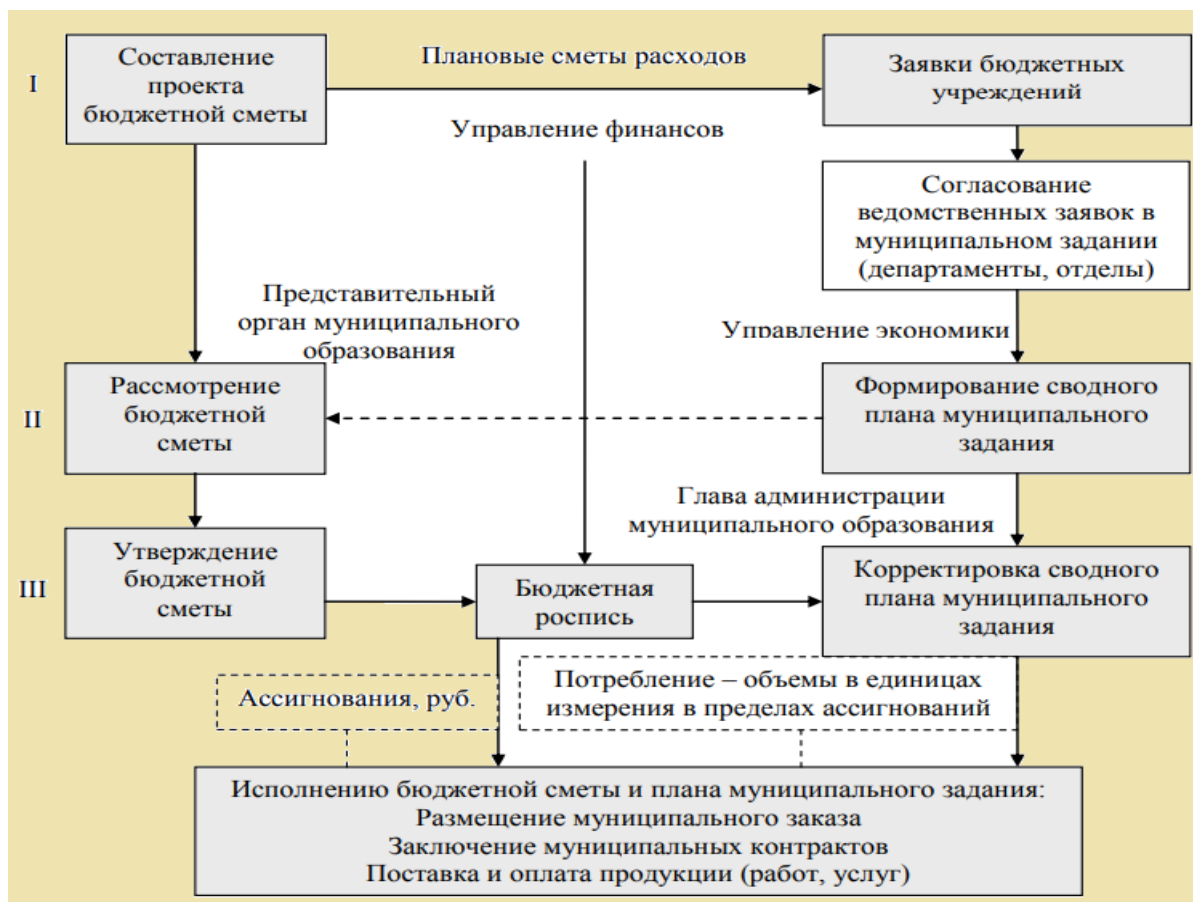 I
Составление
проекта
бюджетной сметы
Плановые сметы расходов
Заявки бюджетных
учреждений
Управление финансов
Согласование
ведомственных заявок в
муниципальном задании
(департаменты, отделы)
Представительный
орган муниципального
образования
Управление экономики
II
Рассмотрение
бюджетной
сметы
Формирование сводного
плана муниципального
задания
Глава администрации
муниципального образования
III
Утверждение
бюджетной
сметы
Бюджетная
роспись
Корректировка сводного
плана муниципального
задания
Ассигнования, руб.
Потребление – объемы в единицах
измерения в пределах ассигнований
Исполнению бюджетной сметы и плана муниципального задания:
Размещение муниципального заказа
Заключение муниципальных контрактов
Поставка и оплата продукции (работ, услуг)